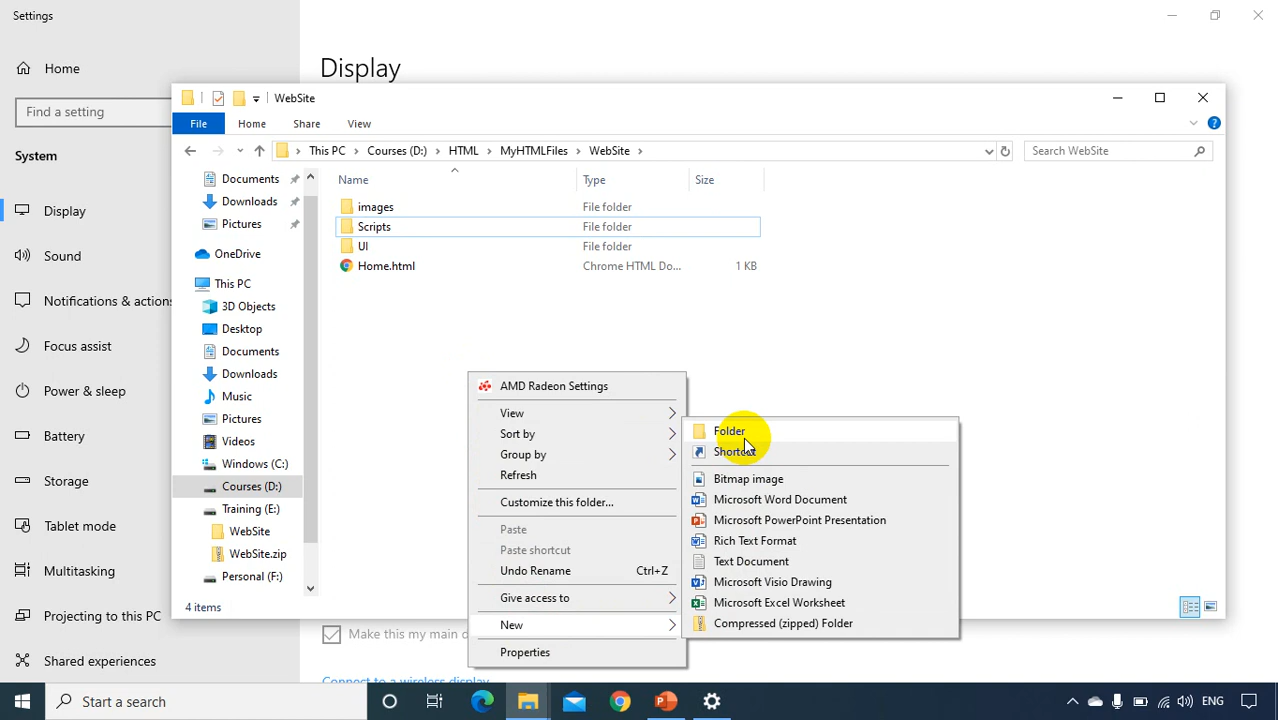 Settings
Home
Find a setting
System
Display
Sound
Notifications & actions
Focus assist
Power & sleep
Battery
Storage
Tablet mode
Multitasking
Projecting to this PC
Shared experiences
Display
WebSite
File Home Share View
This PC Courses (D:) HTML MyHTMLFiles WebSite
Search WebSite
Documents
Downloads
Pictures
OneDrive
This PC
3D Objects
Desktop
Documents
Downloads
Music
Pictures
Videos
Windows (C:)
Courses (D:)
Training (E:)
WebSite
WebSite.zip
Personal (F:)
4 items
Name Type Size
images File folder
Scripts File folder
UI File folder
Home.html Chrome HTML Do... 1 KB
AMD Radeon Settings
View
Sort by
Group by
Refresh
Customize this folder...
Paste
Paste shortcut
Undo Rename Ctrl+Z
Give access to
New
Properties
Folder
Shortcut
Bitmap image
Microsoft Word Document
Microsoft PowerPoint Presentation
Rich Text Format
Text Document
Microsoft Visio Drawing
Microsoft Excel Worksheet
Compressed (zipped) Folder
Make this my main d
Connect to a wireless display
Start a search
ENG